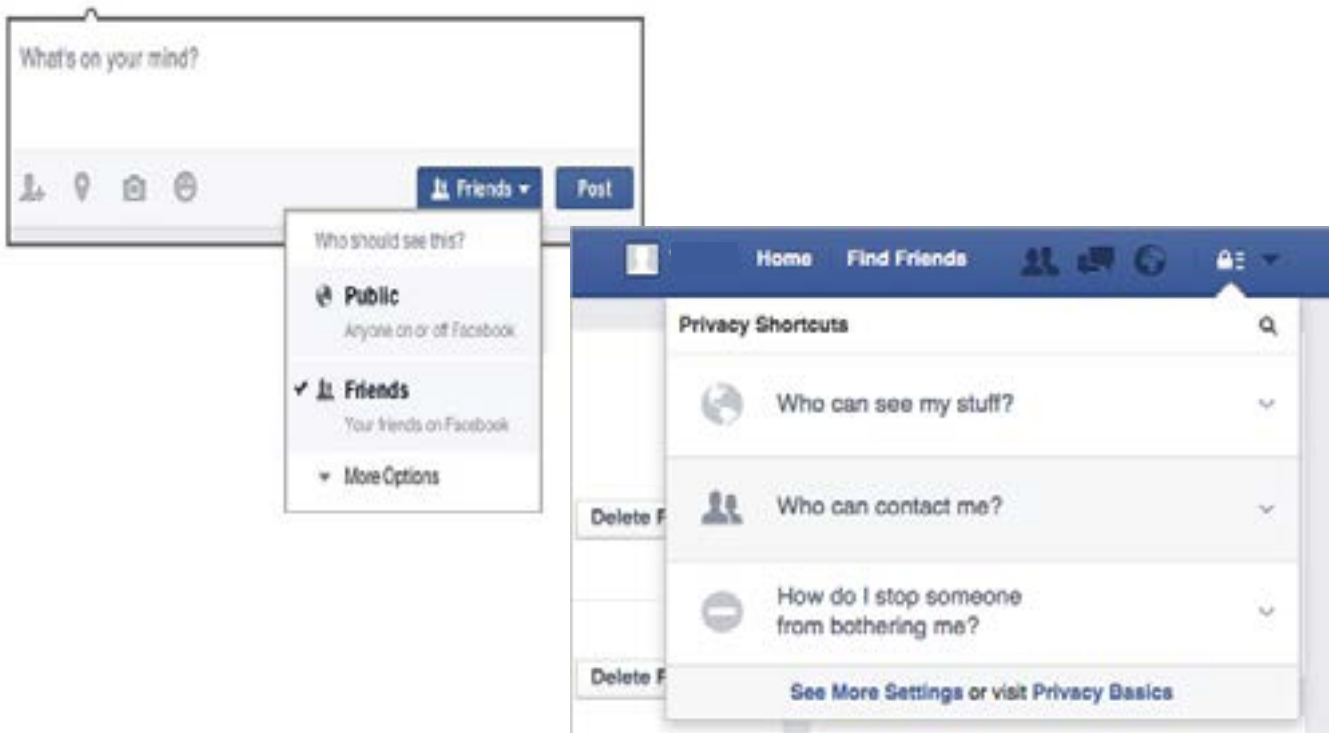 What's on your mind?
Friends
Post
Who should see this?
Public
Anyone on or off Facebook
Friends
Your friends on Facebook
More Options
Home Find Friends
Privacy Shortcuts
Who can see my stuff?
Who can contact me?
How do I stop someone
from bothering me?
See More Settings or visit Privacy Basics
Delete F
Delete F